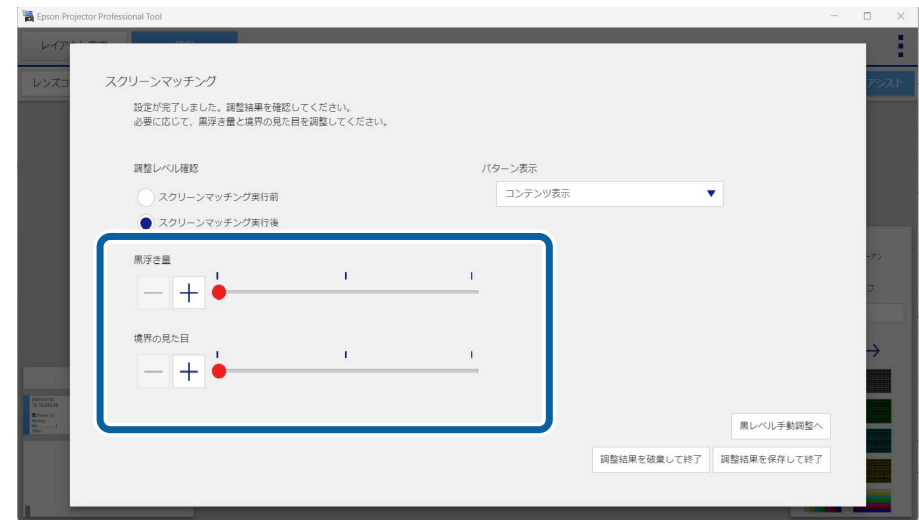 Epson Projector Professional Tool
レンズコ
アシスト
スクリーンマッチング
設定が完了しました。調整結果を確認してください。
必要に応じて、黒浮き量と境界の見た目を調整してください。
調整レベル確認
パターン表示
スクリーンマッチング実行前
コンテンツ表示
スクリーンマッチング実行後
黒浮き量
境界の見た目
黒レベル手動調整へ
調整結果を破棄して終了
調整結果を保存して終了